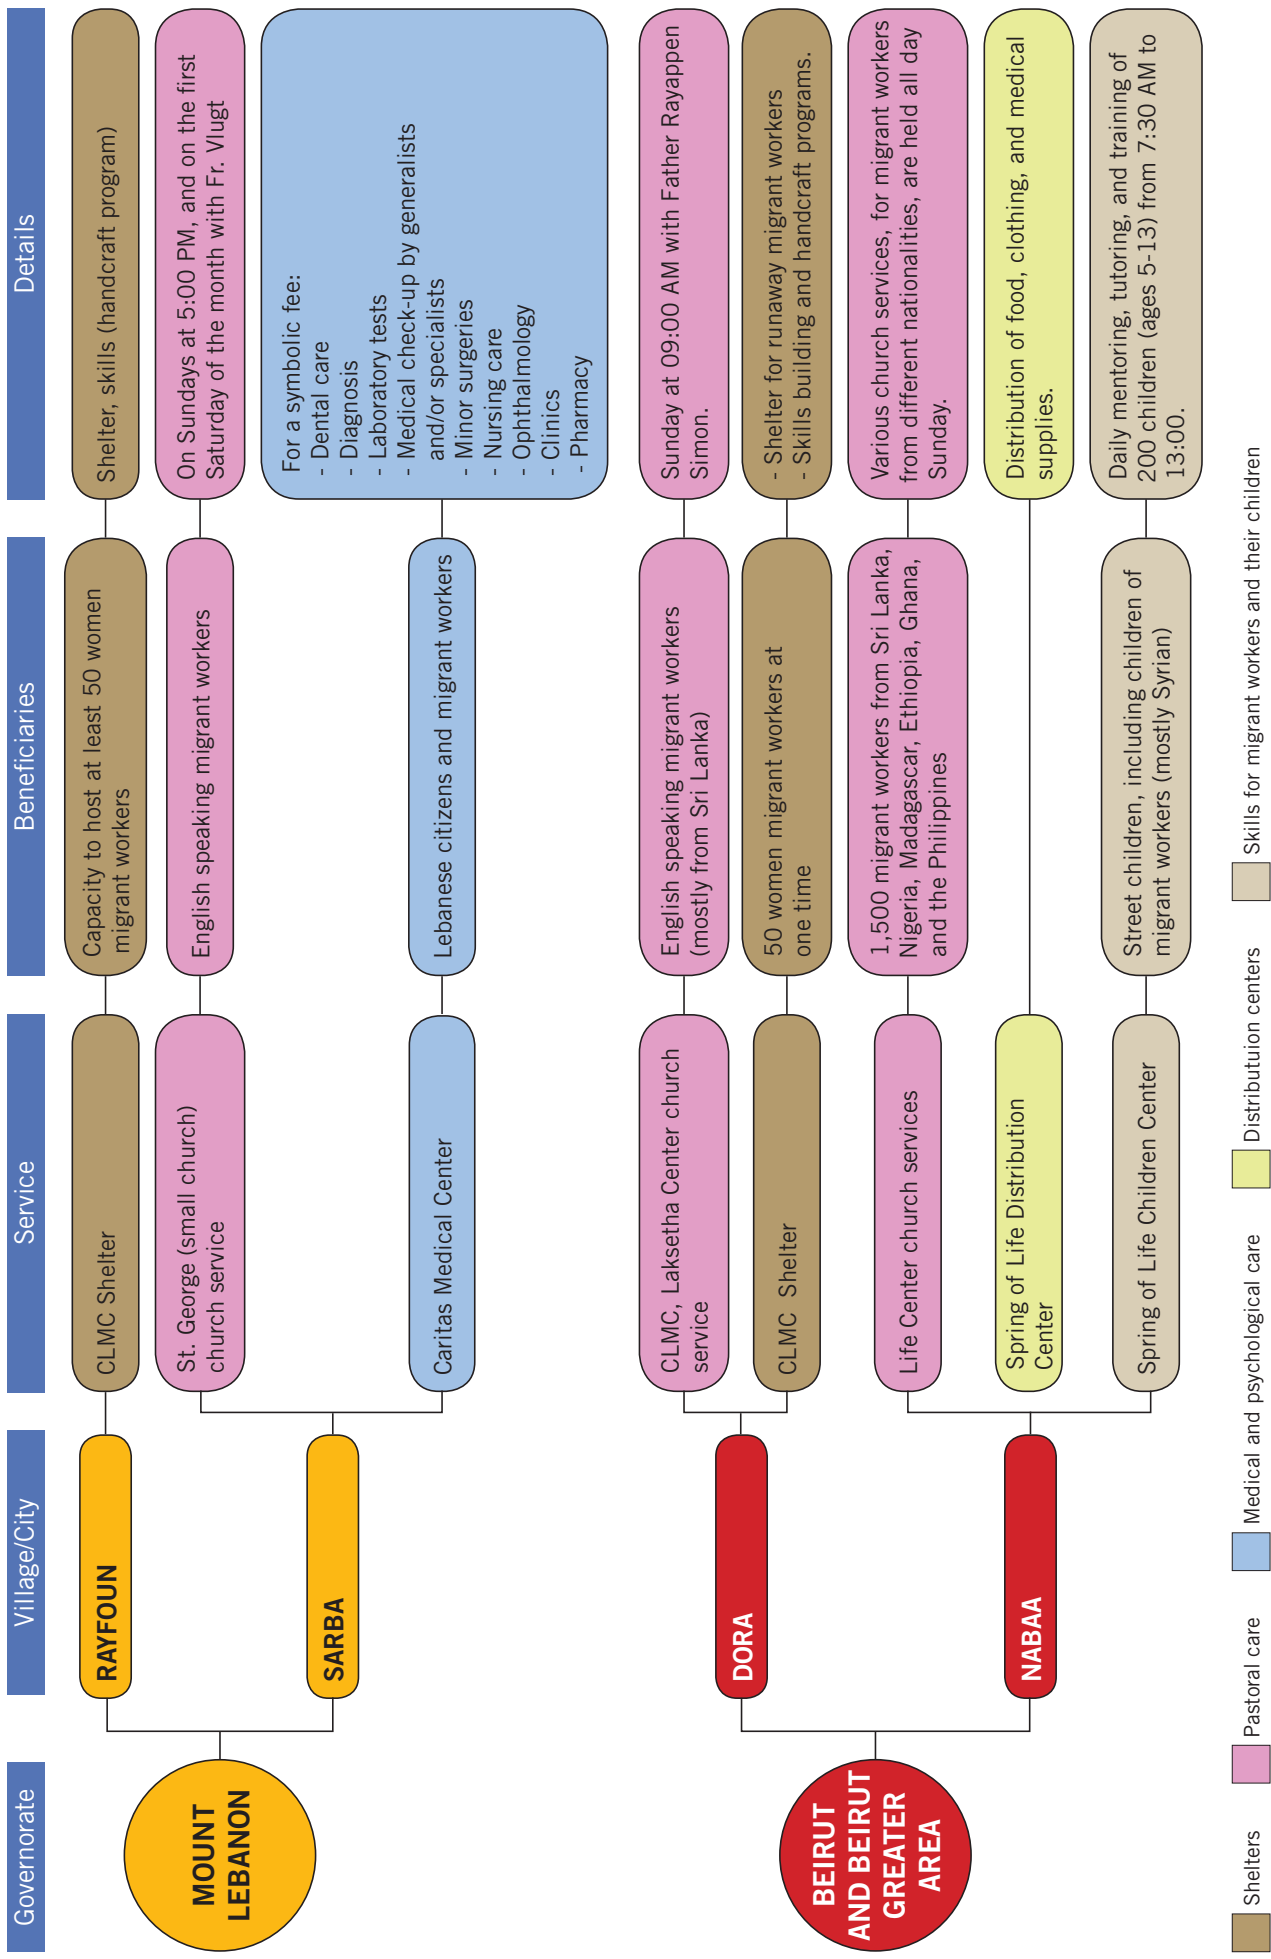 Governorate
Village/City
Service
Beneficiaries
Details
MOUNT
LEBANON
RAYFOUN
CLMC Shelter
Capacity to host at least 50 women
migrant workers
Shelter, skills (handcraft program)
SARBA
St. George (small church)
church service
English speaking migrant workers
On Sundays at 5:00 PM, and on the first
Saturday of the month with Fr. Vlugt
Caritas Medical Center
Lebanese citizens and migrant workers
For a symbolic fee:
- Dental care
- Diagnosis
- Laboratory tests
- Medical check-up by generalists
and/or specialists
- Minor surgeries
- Nursing care
- Ophthalmology
- Clinics
- Pharmacy
BEIRUT
AND BEIRUT
GREATER
AREA
DORA
CLMC, Laksetha Center church
service
English speaking migrant workers
(mostly from Sri Lanka)
Sunday at 09:00 AM with Father Rayappen
Simon.
CLMC Shelter
50 women migrant workers at
one time
- Shelter for runaway migrant workers
- Skills building and handcraft programs.
NABAA
Life Center church services
1,500 migrant workers from Sri Lanka,
Nigeria, Madagascar, Ethiopia, Ghana,
and the Philippines
Various church services, for migrant workers
from different nationalities, are held all day
Sunday.
Spring of Life Distribution
Center
Distribution of food, clothing, and medical
supplies.
Spring of Life Children Center
Street children, including children of
migrant workers (mostly Syrian)
Daily mentoring, tutoring, and training of
200 children (ages 5-13) from 7:30 AM to
13:00.
Shelters
Pastoral care
Medical and psychological care
Distributuion centers
Skills for migrant workers and their children